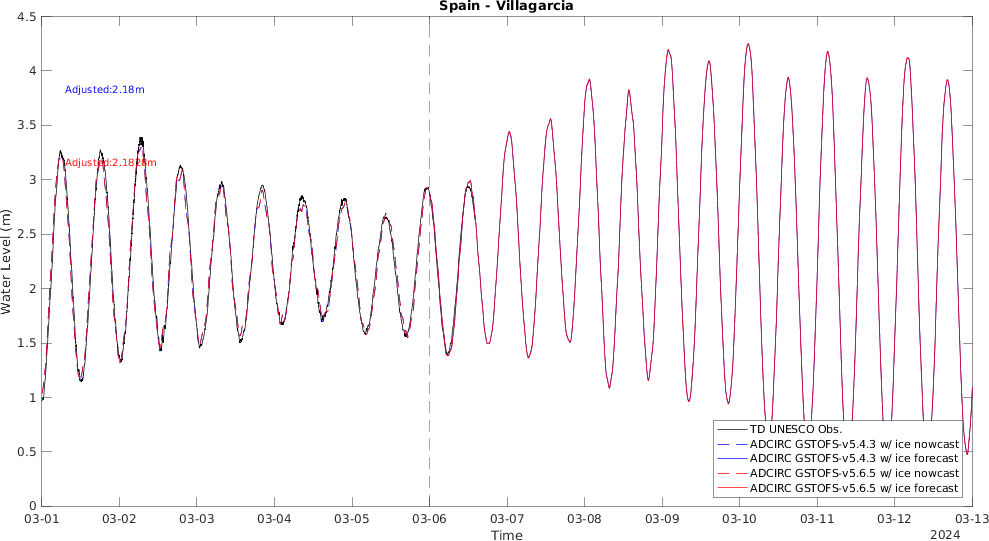 Spain - Villagarcia
4.5
4
3.5
3
2.5
2
1.5
1
0.5
0
Water Level (m)
Adjusted:2.18m
TD UNESCO Obs.
ADCIRC GSTOFS-v5.4.3 w/ ice nowcast
ADCIRC GSTOFS-v5.4.3 w/ ice forecast
ADCIRC GSTOFS-v5.6.5 w/ ice nowcast
ADCIRC GSTOFS-v5.6.5 w/ ice forecast
03-01 03-02 03-03 03-04 03-05 03-06 03-07 03-08 03-09 03-10 03-11 03-12 03-13
Time
2024